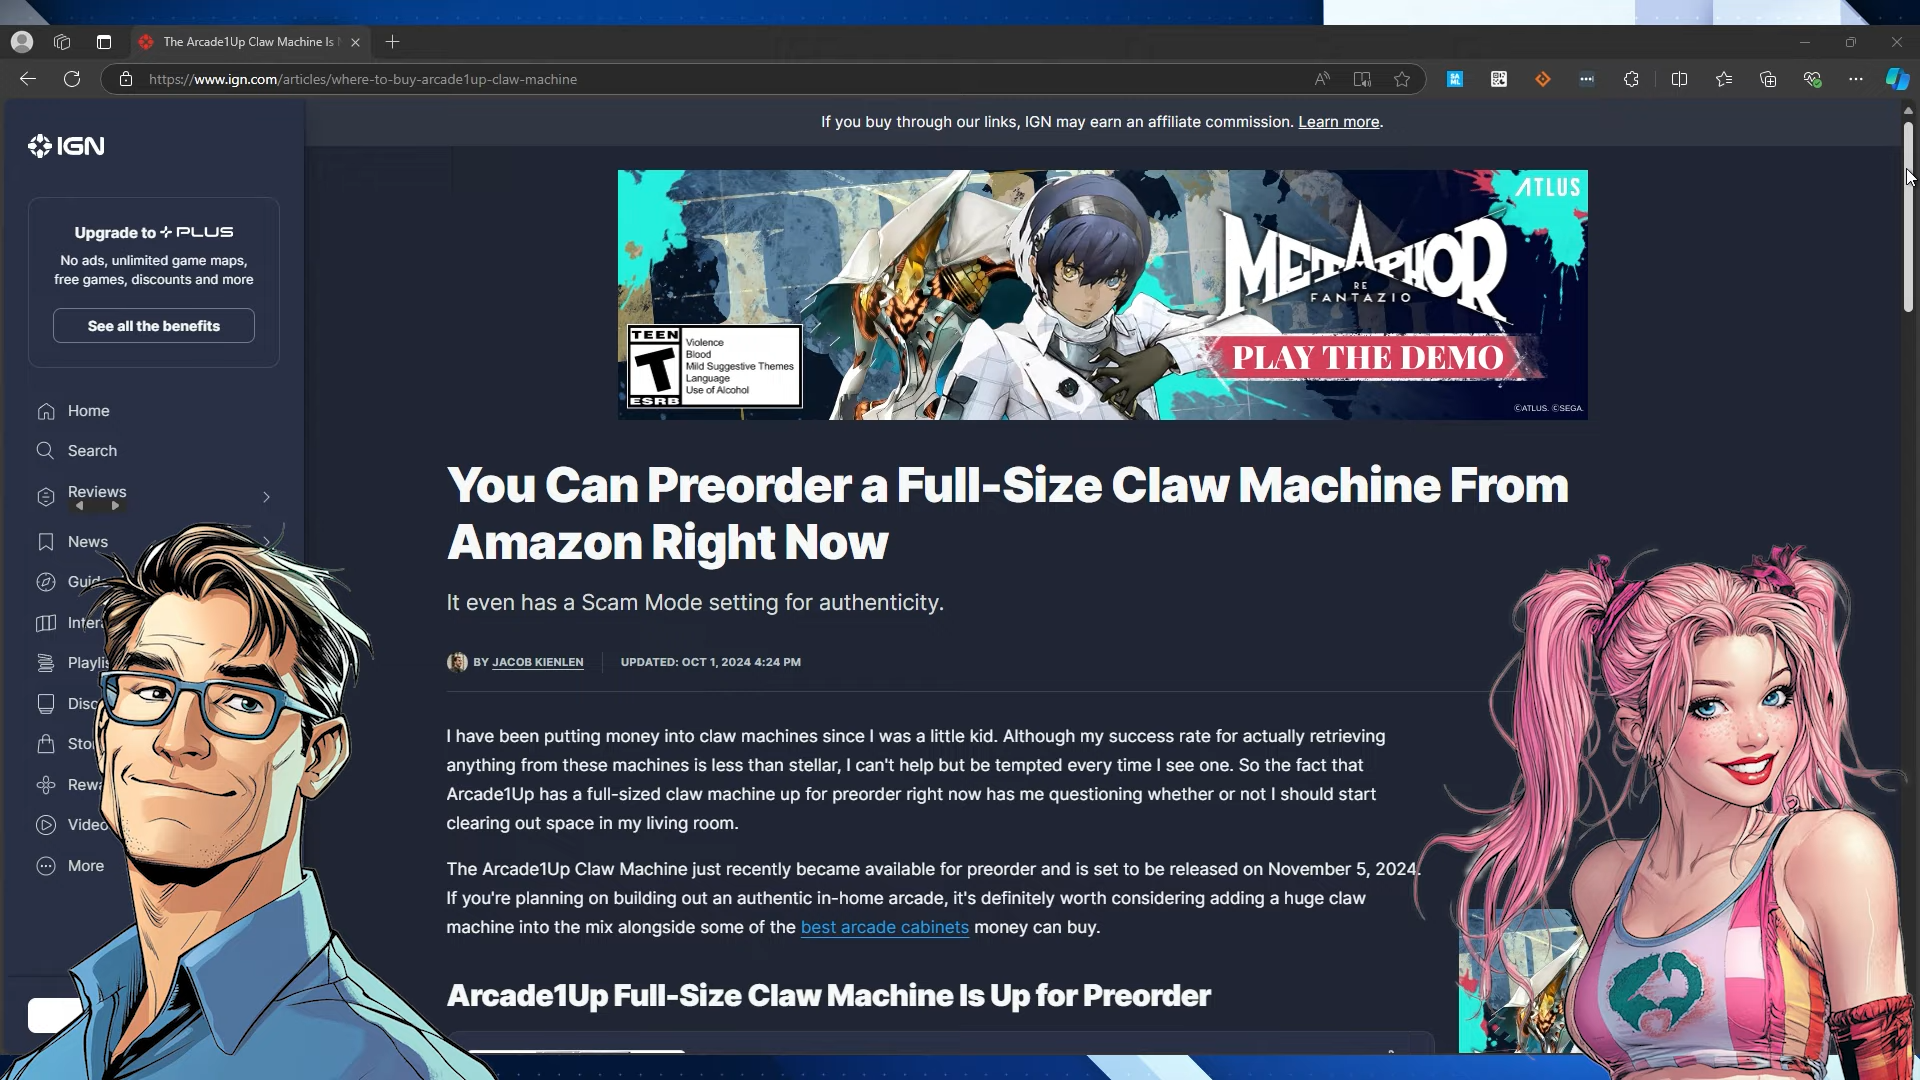 The Arcade1Up Claw Machine Is
https://www.ign.com/articles/where-to-buy-arcade1up-claw-machine
If you buy through our links, IGN may earn an affiliate commission. Learn more.
IGN
Upgrade to PLUS
No ads, unlimited game maps,
free games, discounts and more
See all the benefits
Home
Search
Reviews
News
More
ATLUS
METAPHOR
RE
FANTAZIO
PLAY THE DEMO
TEEN
T
ESRB
Violence
Blood
Mild Suggestive Themes
Language
Use of Alcohol
©ATLUS. ©SEGA.
You Can Preorder a Full-Size Claw Machine From
Amazon Right Now
It even has a Scam Mode setting for authenticity.
BY JACOB KIENLEN
UPDATED: OCT 1, 2024 4:24 PM
I have been putting money into claw machines since I was a little kid. Although my success rate for actually retrieving
anything from these machines is less than stellar, I can't help but be tempted every time I see one. So the fact that
Arcade1Up has a full-sized claw machine up for preorder right now has me questioning whether or not I should start
clearing out space in my living room.
The Arcade1Up Claw Machine just recently became available for preorder and is set to be released on November 5, 2024.
If you're planning on building out an authentic in-home arcade, it's definitely worth considering adding a huge claw
machine into the mix alongside some of the best arcade cabinets money can buy.
Arcade1Up Full-Size Claw Machine Is Up for Preorder